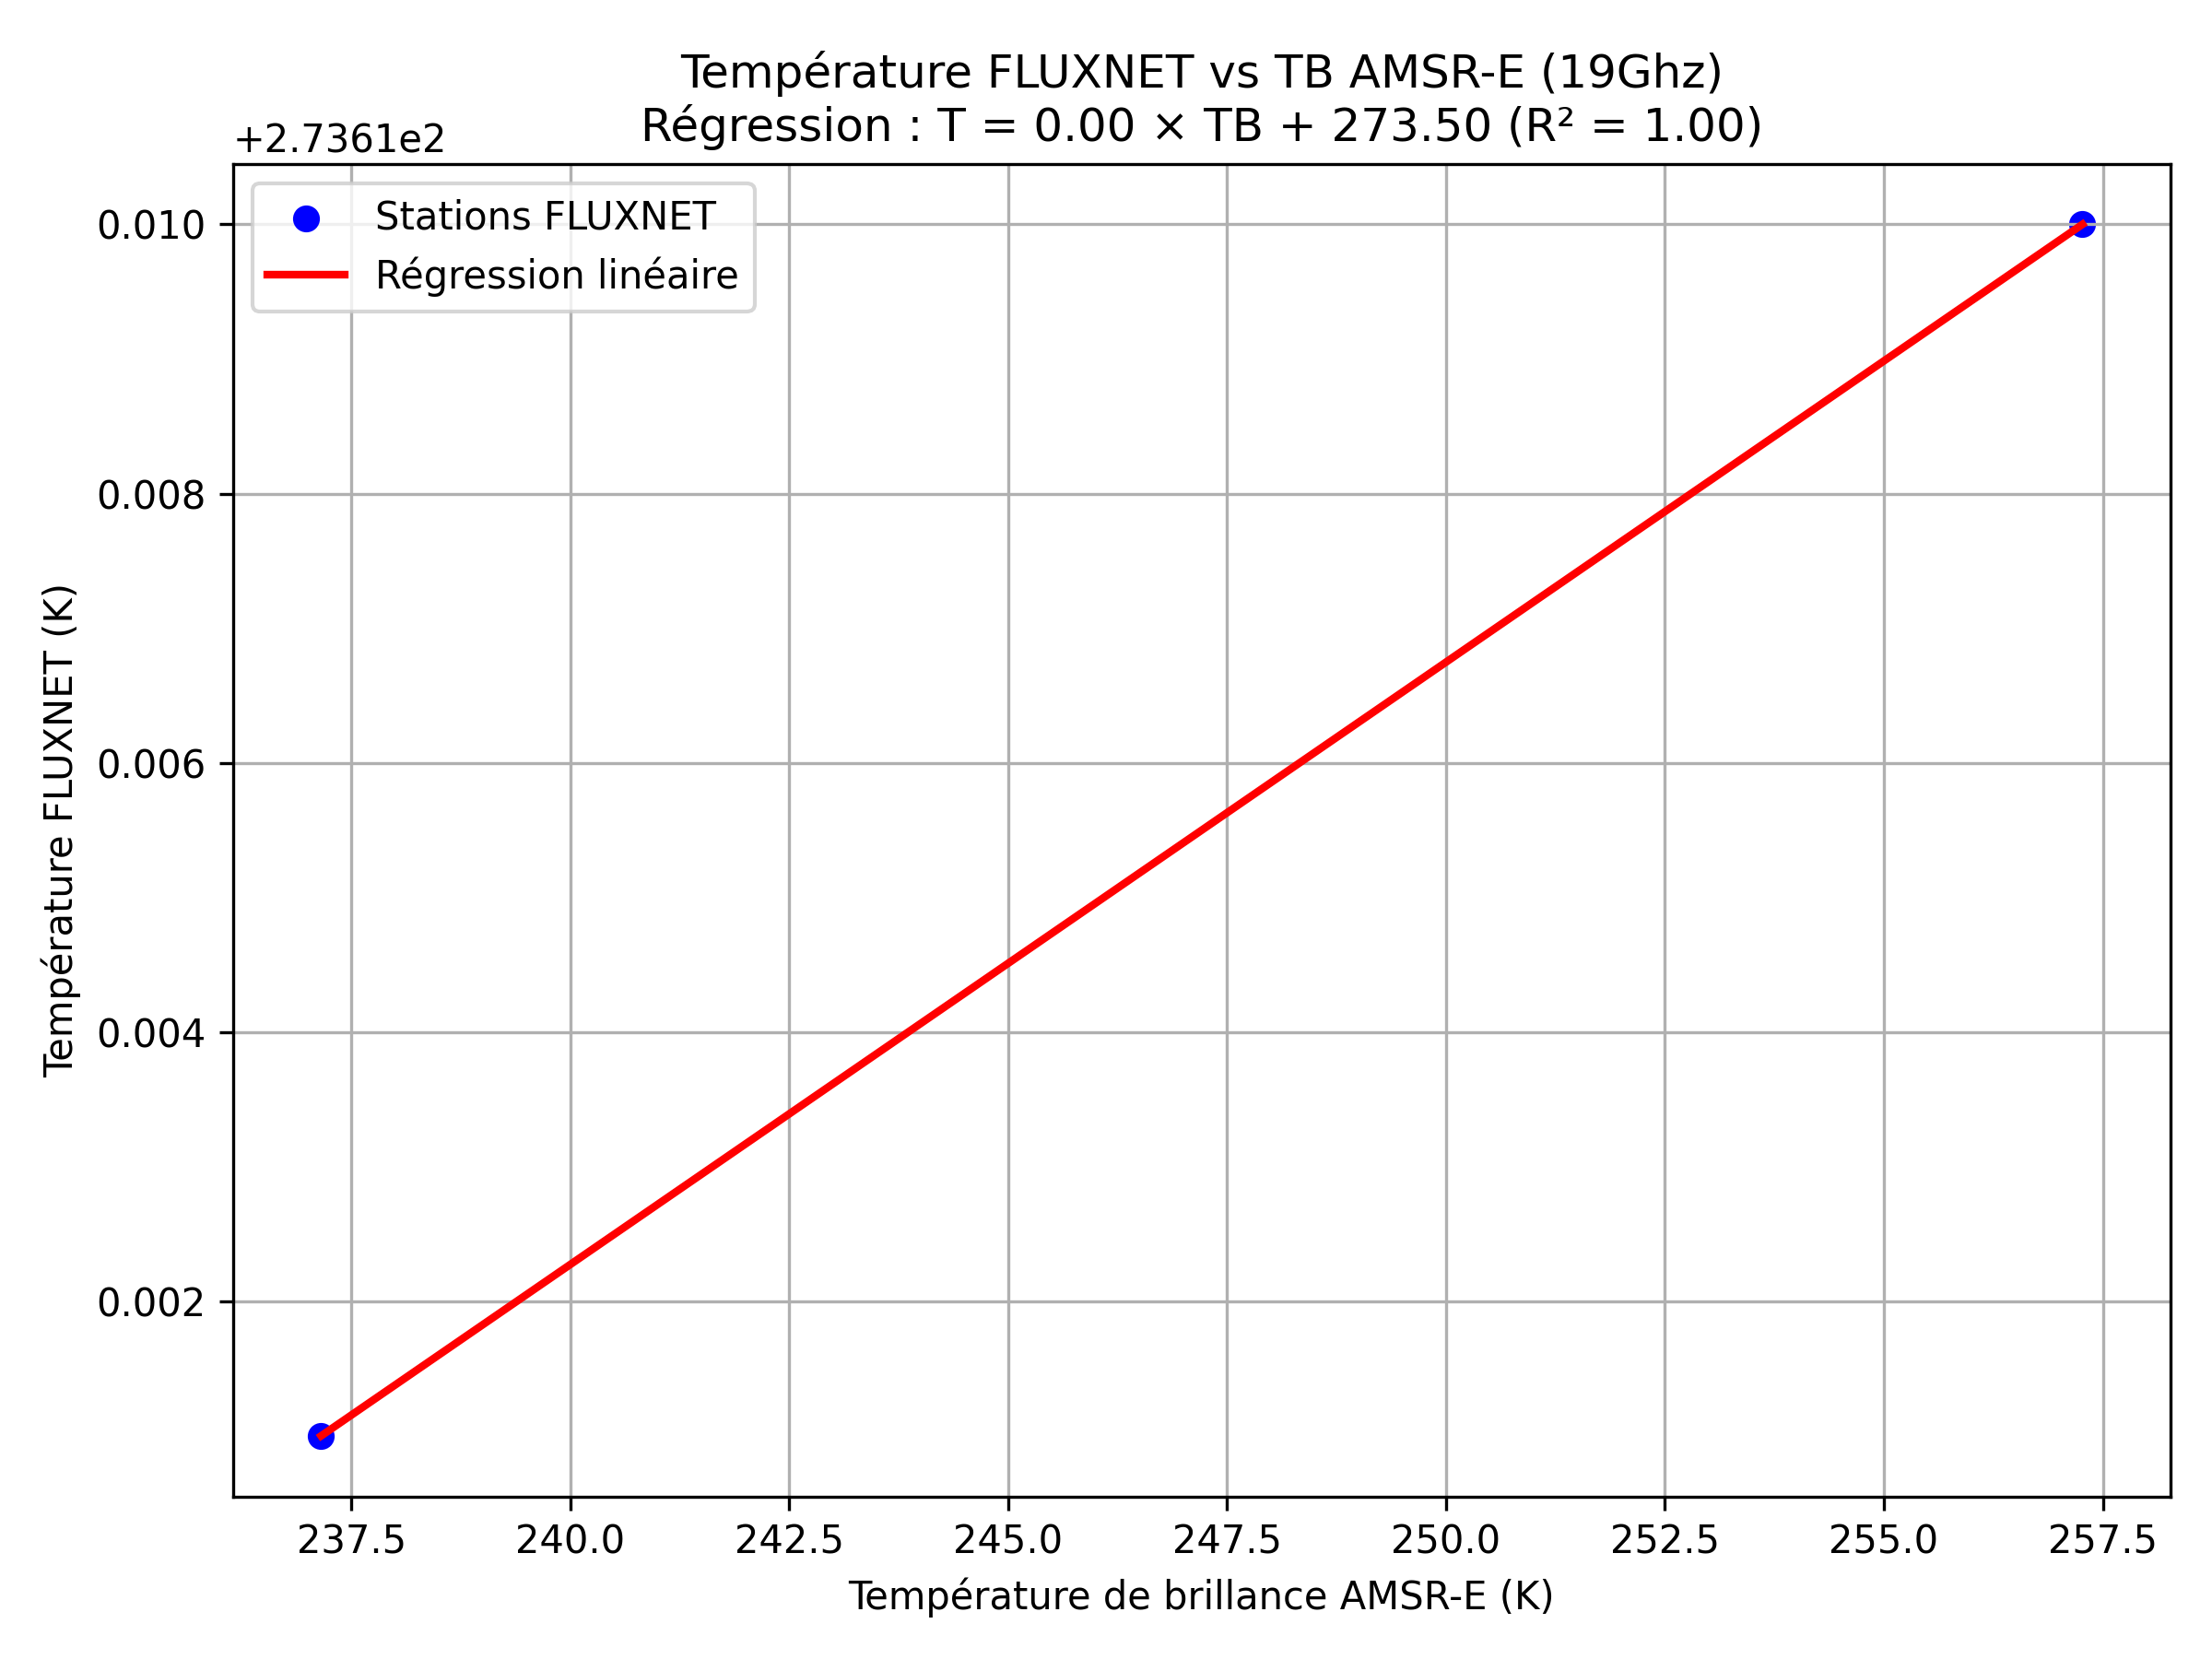 Température FLUXNET vs TB AMSR-E (19Ghz)
Régression : T = 0.00 × TB + 273.50 (R² = 1.00)
+2.7361e2
Stations FLUXNET
Régression linéaire
0.010
0.008
0.006
0.004
0.002
Température FLUXNET (K)
237.5 240.0 242.5 245.0 247.5 250.0 252.5 255.0 257.5
Température de brillance AMSR-E (K)